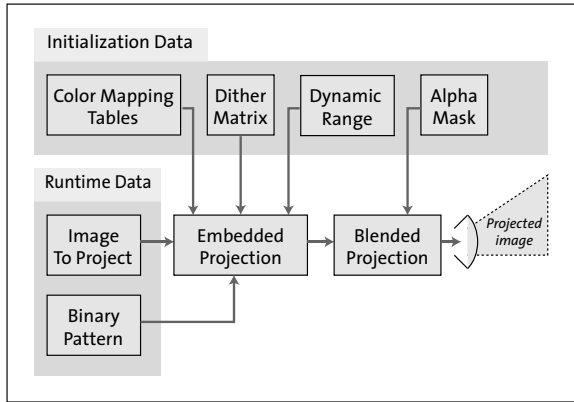 Initialization Data
Color Mapping
Tables
Dither
Matrix
Dynamic
Range
Alpha
Mask
Runtime Data
Image
To Project
Embedded
Projection
Blended
Projection
Projected
image
Binary
Pattern